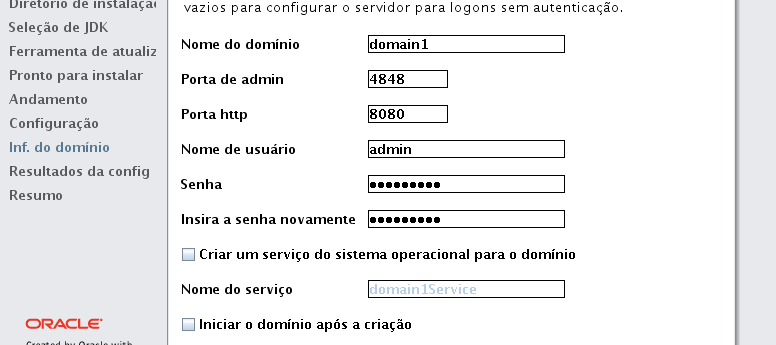 Diretório de instalaçã
Seleção de JDK
Ferramenta de atualiz
Pronto para instalar
Andamento
Configuração
Inf. do domínio
Resultados da config
Resumo
ORACLE
Created by Oracle with
vazios para configurar o servidor para logons sem autenticação.
Nome do domínio domain1
Porta de admin 4848
Porta http 8080
Nome de usuário admin
Senha •••••••••
Insira a senha novamente •••••••••
Criar um serviço do sistema operacional para o domínio
Nome do serviço domain1Service
Iniciar o domínio após a criação